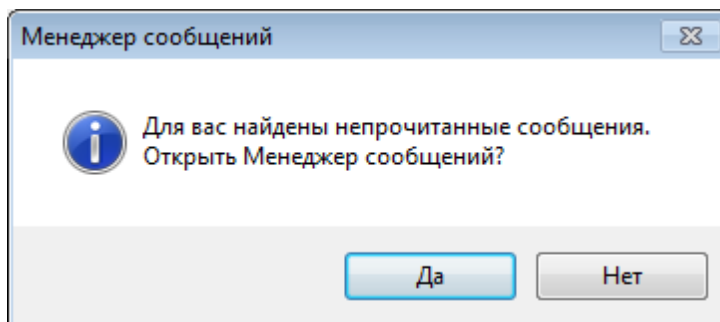 Менеджер сообщений
Для вас найдены непрочитанные сообщения.
Открыть Менеджер сообщений?
Да
Нет